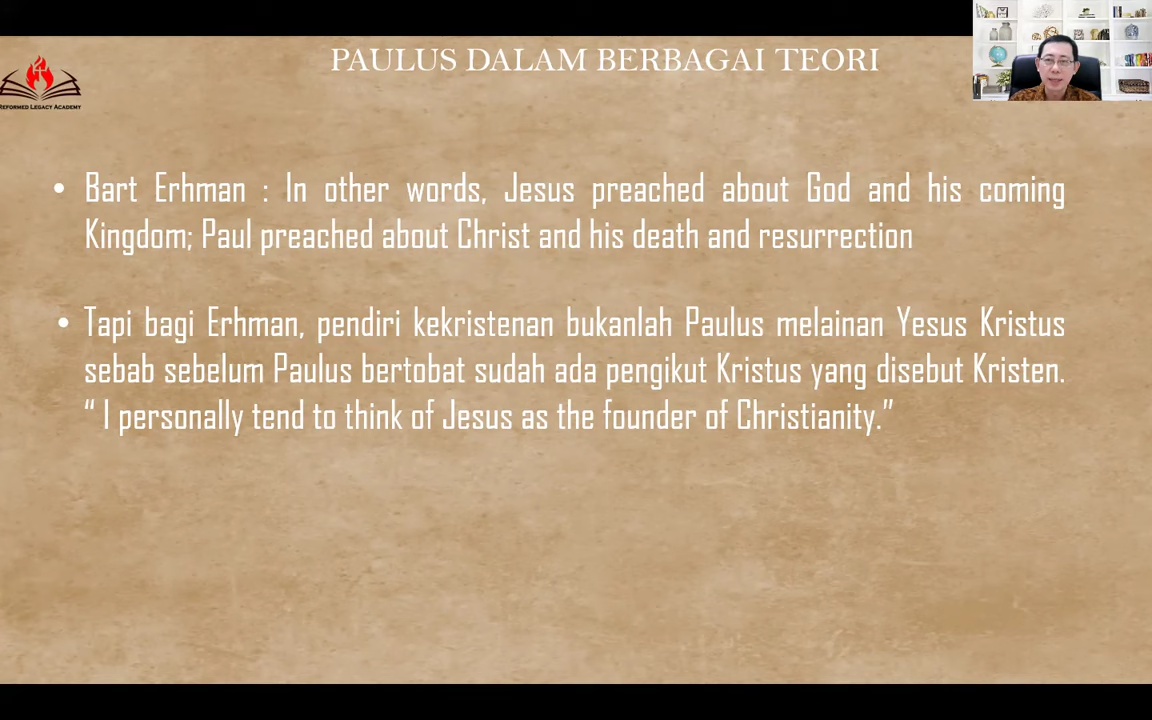 PAULUS DALAM BERBAGAI TEORI
REFORMED LEGACY ACADEMY
• Bart Erhman : In other words, Jesus preached about God and his coming
Kingdom; Paul preached about Christ and his death and resurrection
• Tapi bagi Erhman, pendiri kekristenan bukanlah Paulus melainan Yesus Kristus
sebab sebelum Paulus bertobat sudah ada pengikut Kristus yang disebut Kristen.
“ I personally tend to think of Jesus as the founder of Christianity.”